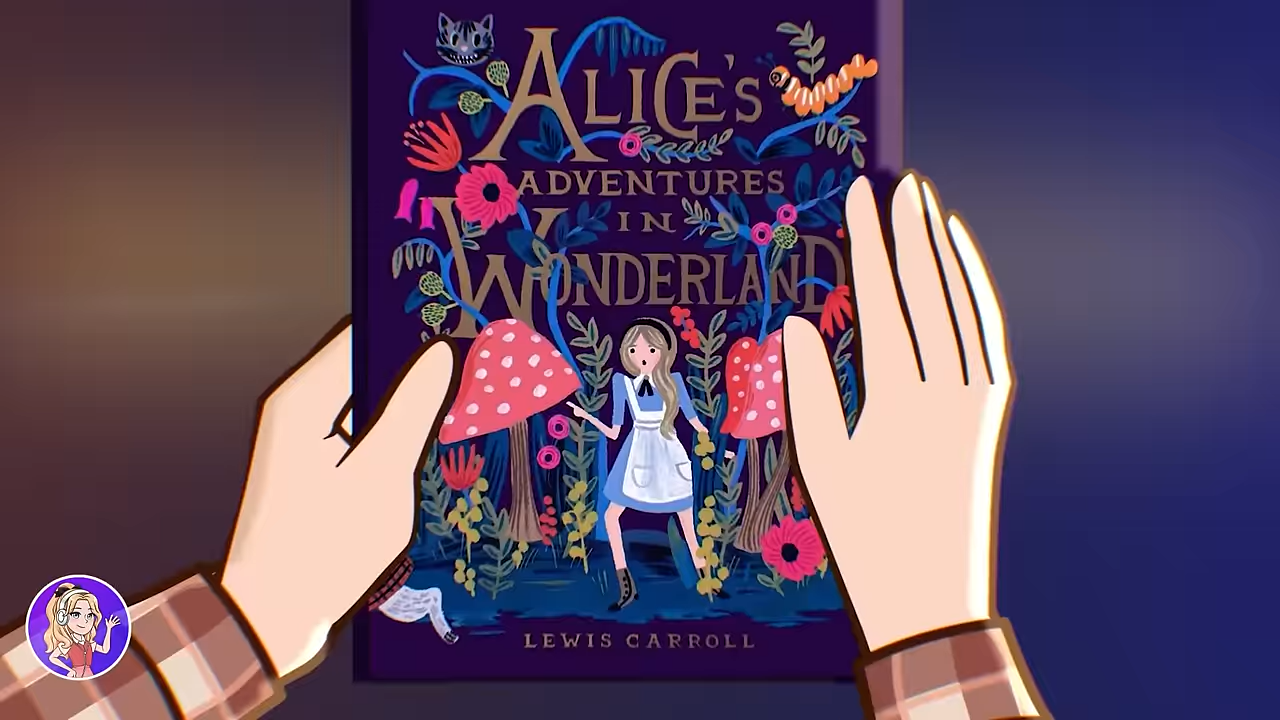 ALICE'S
ADVENTURES
IN
WONDERLAND
LEWIS CARROLL